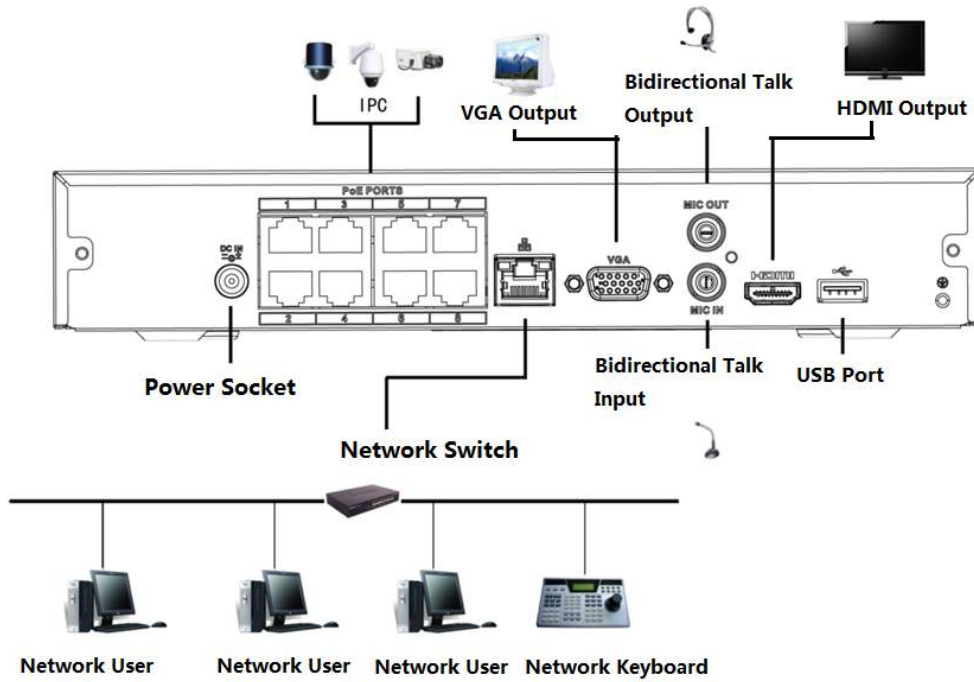 IPC
VGA Output
Bidirectional Talk
Output
HDMI Output
PoE PORTS
1 3 5 7
MIC OUT
DC IN
VGA
HDMI
2 4 6 8
MIC IN
Power Socket
Bidirectional Talk
Input
USB Port
Network Switch
Network User
Network User
Network User
Network Keyboard